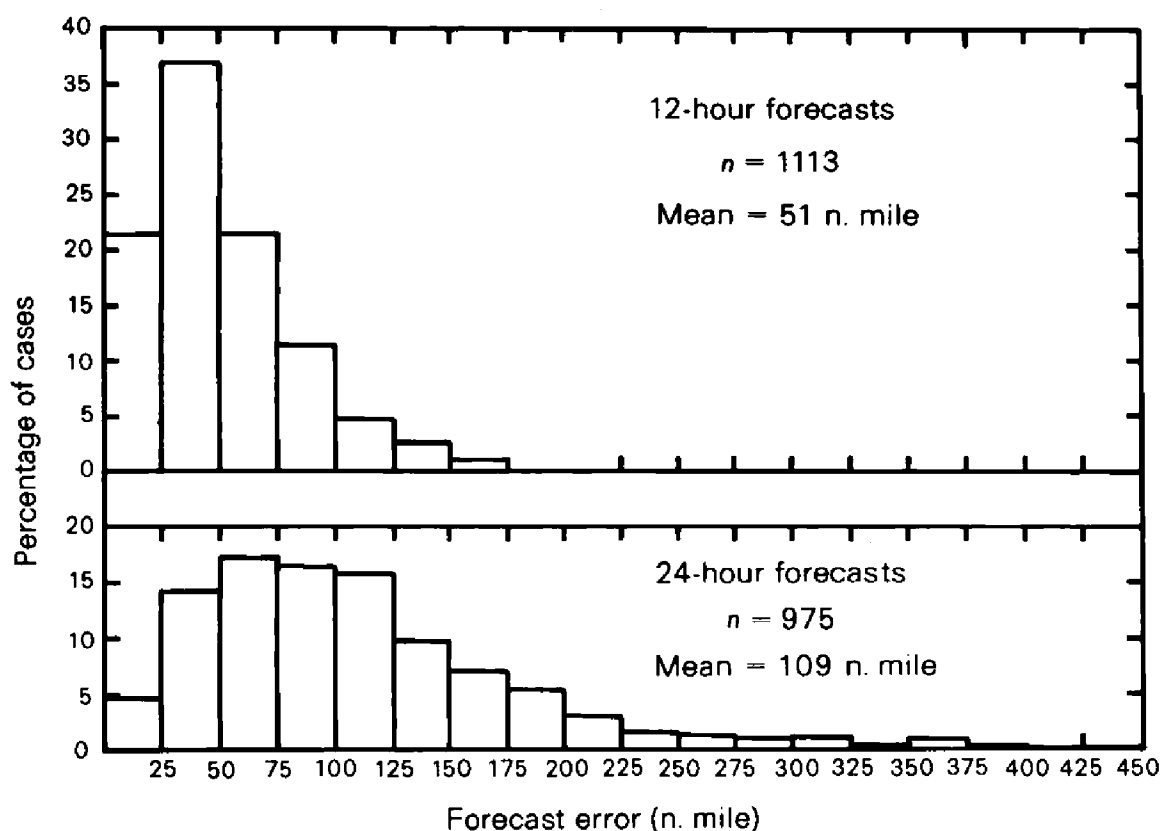 40
35
30
25
20
15
10
5
0
12-hour forecasts
n = 1113
Mean = 51 n. mile
Percentage of cases
20
15
10
5
0
24-hour forecasts
n = 975
Mean = 109 n. mile
25 50 75 100 125 150 175 200 225 250 275 300 325 350 375 400 425 450
Forecast error (n. mile)